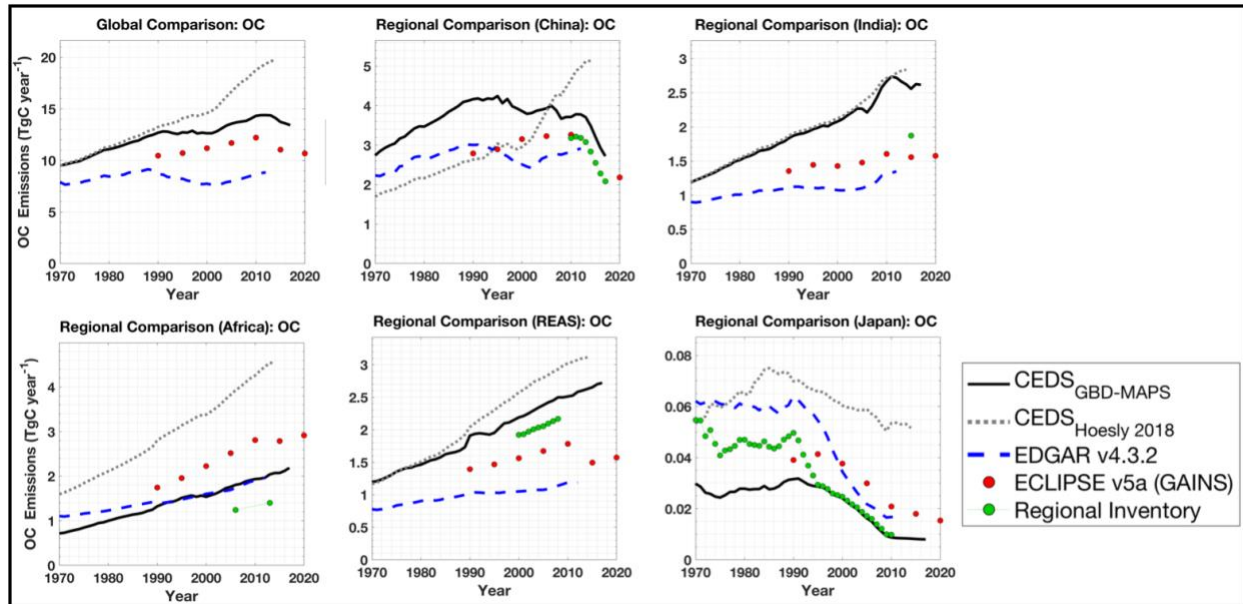 Global Comparison: OC
OC Emissions (TgC year-1)
20
15
10
5
0
1970 1980 1990 2000 2010 2020
Year
Regional Comparison (China): OC
5
4
3
2
1
0
1970 1980 1990 2000 2010 2020
Year
Regional Comparison (India): OC
3
2.5
2
1.5
1
0.5
0
1970 1980 1990 2000 2010 2020
Year
Regional Comparison (Africa): OC
OC Emissions (TgC year-1)
4
3
2
1
0
1970 1980 1990 2000 2010 2020
Year
Regional Comparison (REAS): OC
3
2.5
2
1.5
1
0.5
0
1970 1980 1990 2000 2010 2020
Year
Regional Comparison (Japan): OC
0.08
0.06
0.04
0.02
0
1970 1980 1990 2000 2010 2020
Year
CEDS GBD-MAPS
CEDS Hoesly 2018
EDGAR v4.3.2
ECLIPSE v5a (GAINS)
Regional Inventory